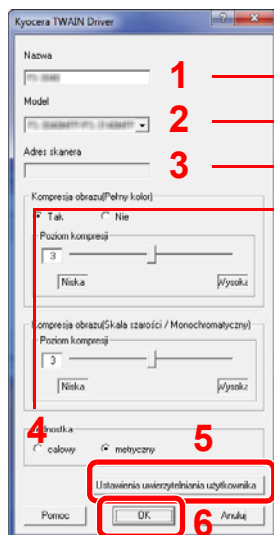 Kyocera TWAIN Driver
Nazwa
1
Model
2
Adres skanera
3
Kompresja obrazu(Pełny kolor)
Tak Nie
Poziom kompresji
3
Niska Wysoka
Kompresja obrazu(Skala szarości / Monochromatyczny)
Poziom kompresji
3
Niska Wysoka
4
Jednostka
5
calowy metryczny
Ustawienia uwierzytelniania użytkownika
Pomoc OK 6 Anuluj